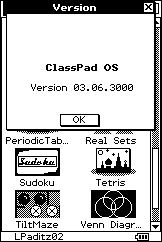 Version
ClassPad OS
Version 03.06.3000
OK
PeriodicTab... Real Sets
Sudoku
Sudoku Tetris
TiltMaze Venn Diagr...
LPaditz02